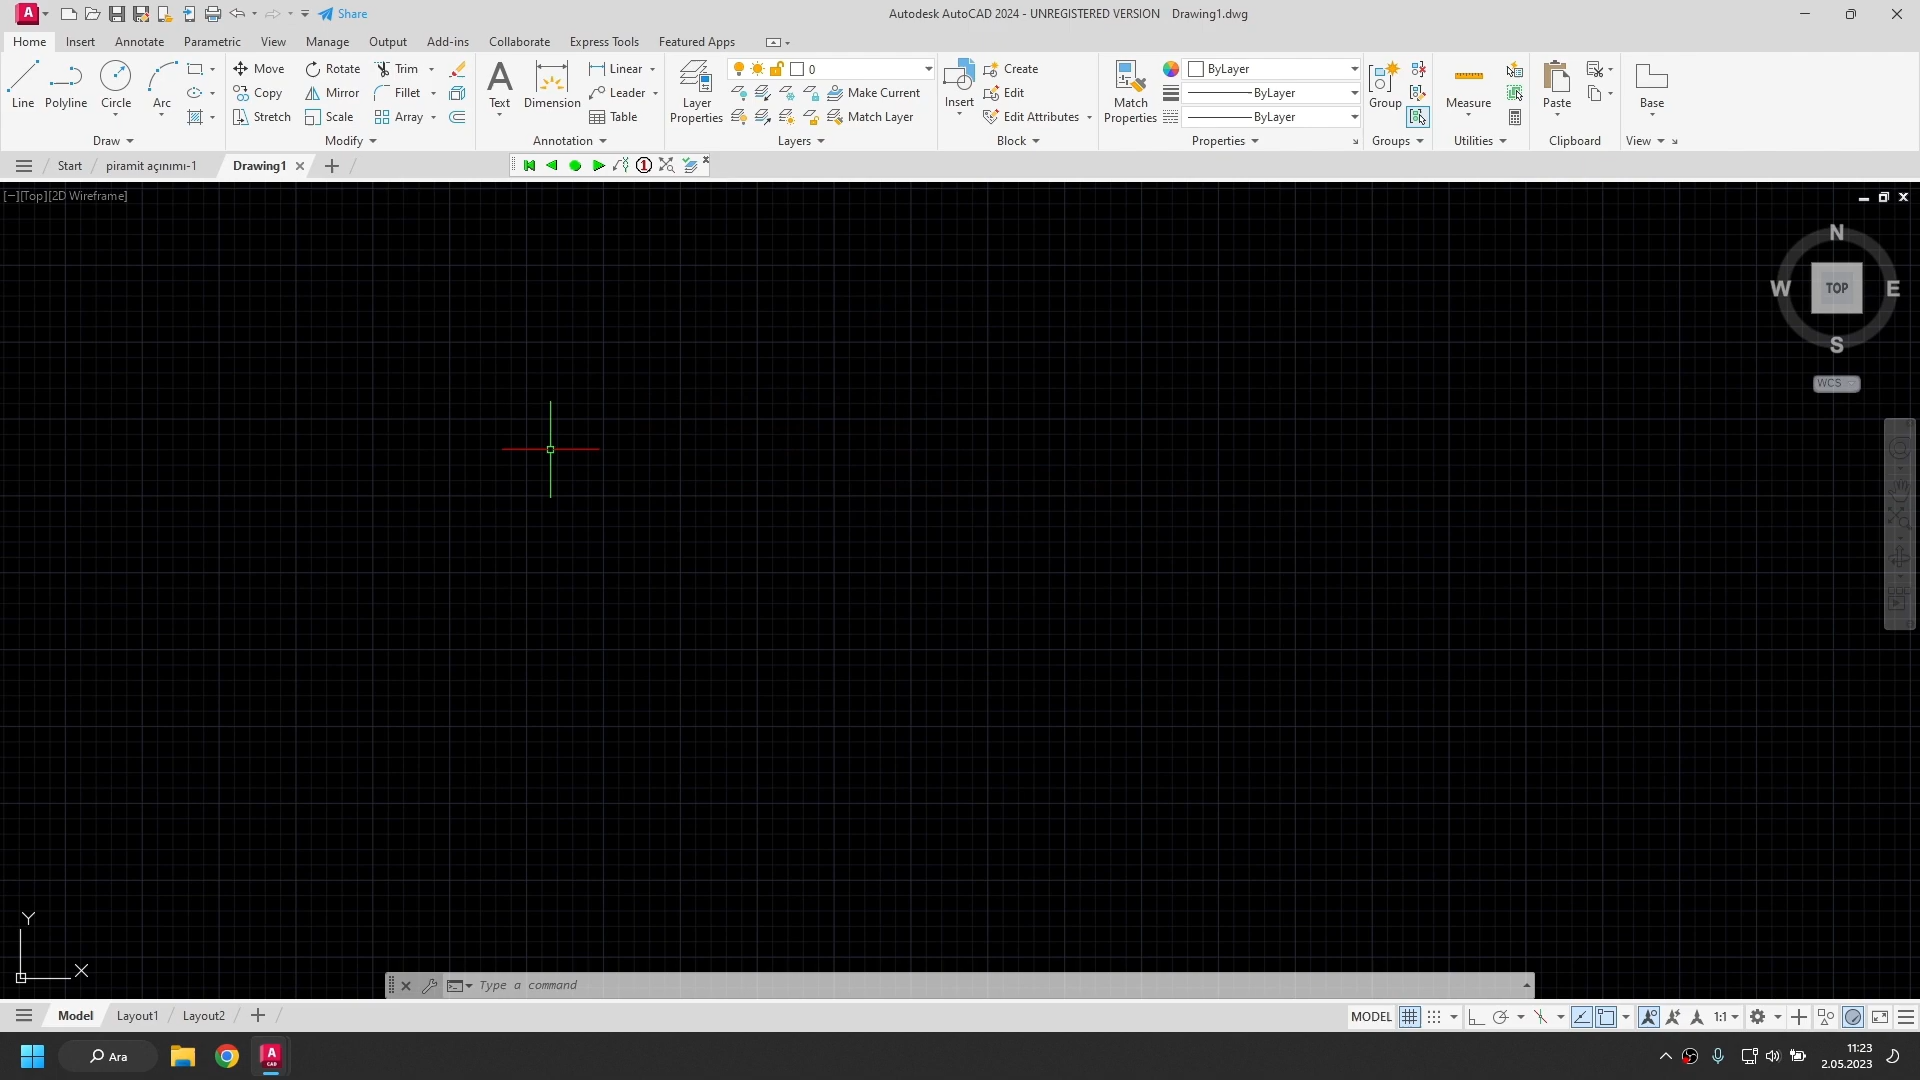 A Share Autodesk AutoCAD 2024 - UNREGISTERED VERSION Drawing1.dwg
Home Insert Annotate Parametric View Manage Output Add-ins Collaborate Express Tools Featured Apps
Line Polyline Circle Arc
Draw
Move Rotate Trim
Copy Mirror Fillet
Stretch Scale Array
Modify
Text Dimension
Linear
Leader
Table
Annotation
Layer
Properties
0
Make Current
Match Layer
Layers
Insert
Create
Edit
Edit Attributes
Block
Match
Properties
ByLayer
ByLayer
ByLayer
Properties
Group
Groups
Measure
Utilities
Paste
Clipboard
Base
View
Start piramit açınımı-1 Drawing1
[−][Top][2D Wireframe]
N
W TOP E
S
WCS
Y
X
Type a command
Model Layout1 Layout2 MODEL 1:1
Ara
A
CAD
11:23
2.05.2023